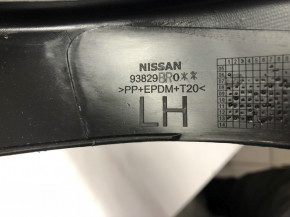 NISSAN
93829BR0**
>PP+EPDM+T20<
LH